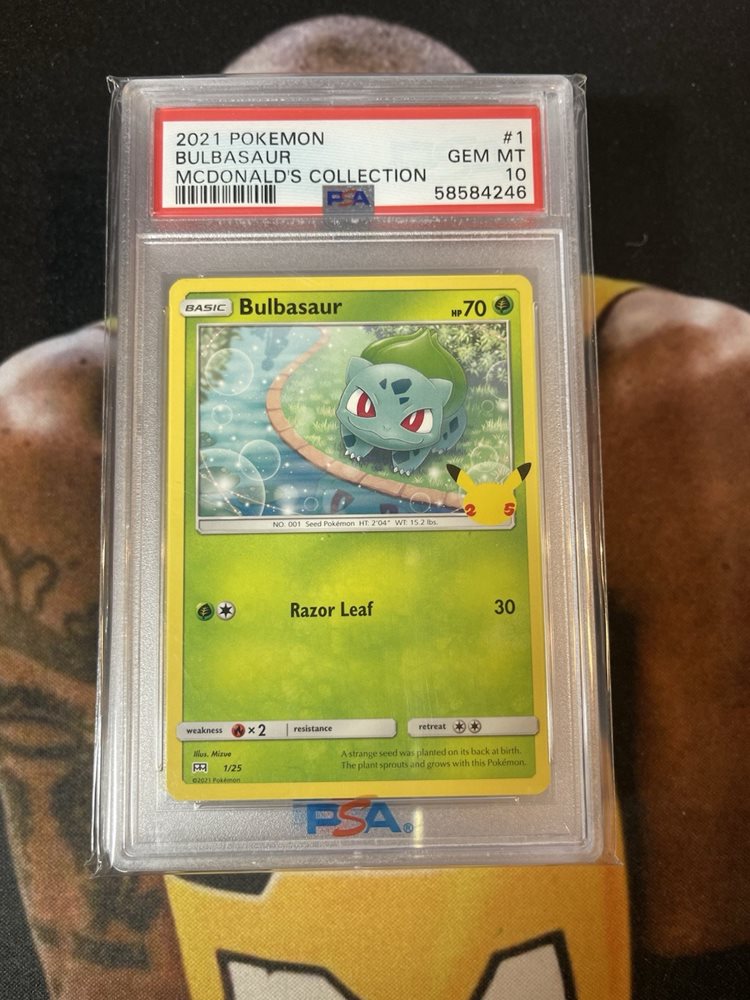 2021 POKEMON #1
BULBASAUR GEM MT
MCDONALD'S COLLECTION 10
PSA 58584246
BASIC Bulbasaur HP 70
25
NO. 001 Seed Pokémon HT: 2'04" WT: 15.2 lbs.
Razor Leaf 30
weakness ×2 resistance retreat
Illus. Mizue
A strange seed was planted on its back at birth.
The plant sprouts and grows with this Pokémon.
1/25
©2021 Pokémon
PSA®